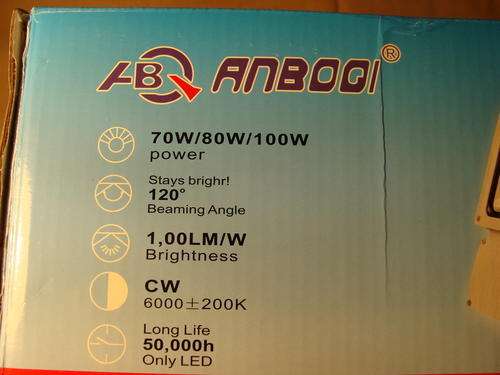 ABQ ANBOQI®
70W/80W/100W
power
Stays brighr!
120°
Beaming Angle
1,00LM/W
Brightness
CW
6000±200K
Long Life
50,000h
Only LED